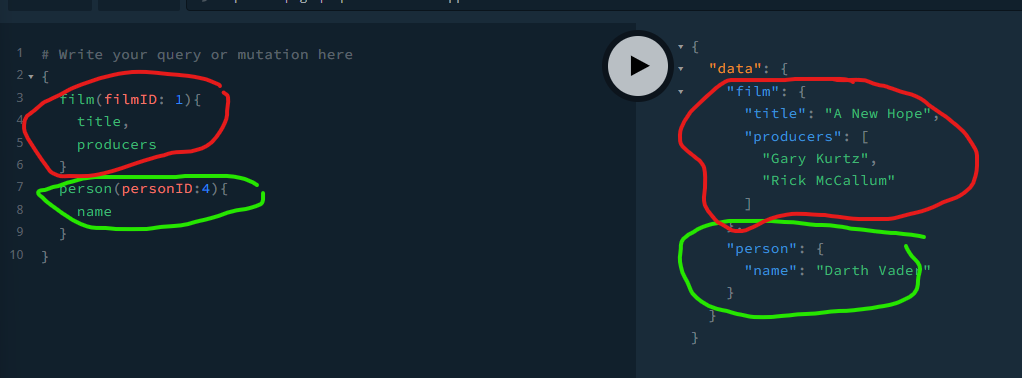 1 # Write your query or mutation here
2 {
3 film(filmID: 1){
4 title,
5 producers
6 }
7 person(personID:4){
8 name
9 }
10 }
{
"data": {
"film": {
"title": "A New Hope",
"producers": [
"Gary Kurtz",
"Rick McCallum"
]
},
"person": {
"name": "Darth Vader"
}
}
}